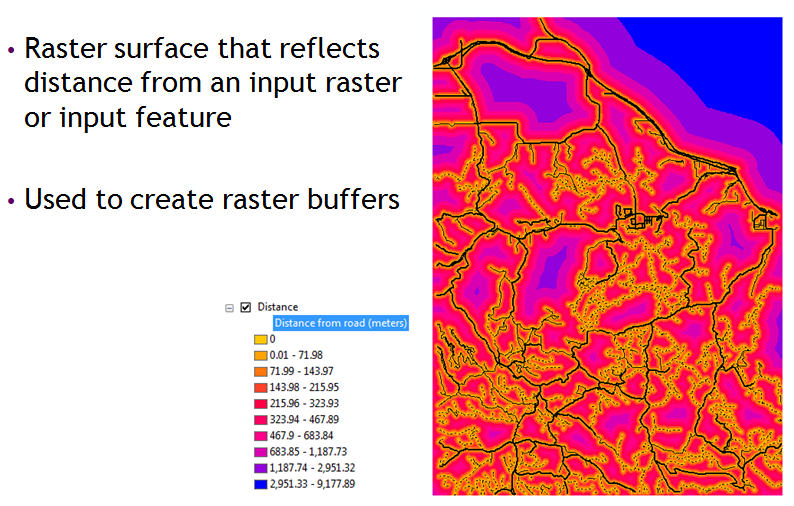 • Raster surface that reflects
distance from an input raster
or input feature
• Used to create raster buffers
Distance
Distance from road (meters)
0
0.01 - 71.98
71.99 - 143.97
143.98 - 215.95
215.96 - 323.93
323.94 - 467.89
467.9 - 683.84
683.85 - 1,187.73
1,187.74 - 2,951.32
2,951.33 - 9,177.89